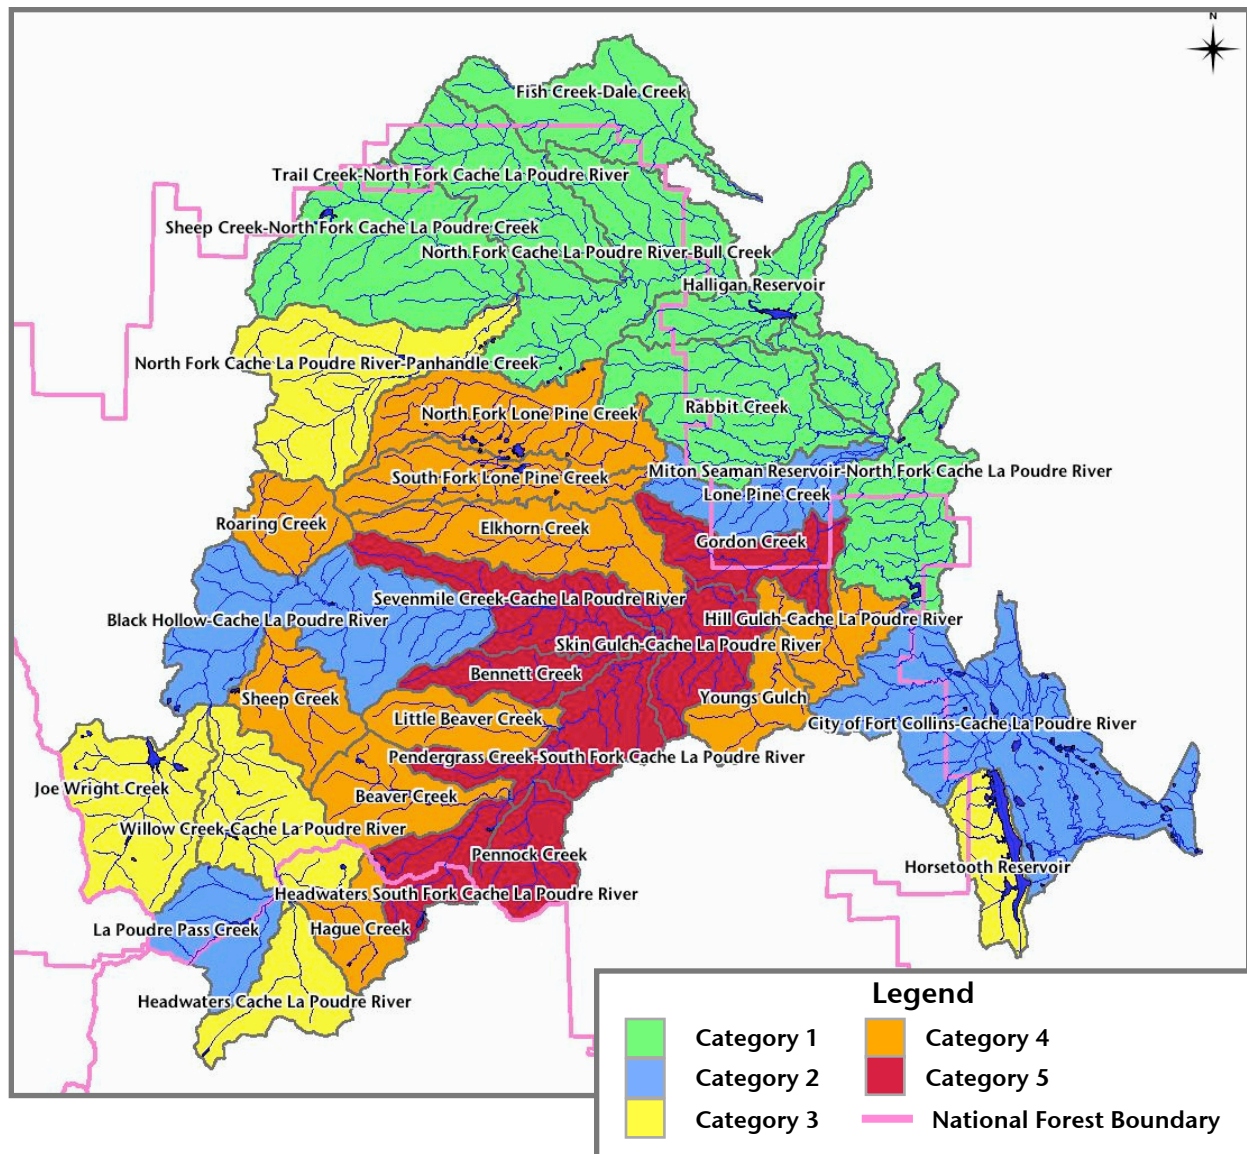 N
Fish Creek-Dale Creek
Trail Creek-North Fork Cache La Poudre River
Sheep Creek-North Fork Cache La Poudre Creek
North Fork Cache La Poudre River-Bull Creek
Halligan Reservoir
North Fork Cache La Poudre River-Panhandle Creek
Rabbit Creek
North Fork Lone Pine Creek
Miton Seaman Reservoir-North Fork Cache La Poudre River
South Fork Lone Pine Creek
Lone Pine Creek
Roaring Creek
Elkhorn Creek
Gordon Creek
Sevenmile Creek-Cache La Poudre River
Black Hollow-Cache La Poudre River
Hill Gulch-Cache La Poudre River
Skin Gulch-Cache La Poudre River
Bennett Creek
Sheep Creek
Youngs Gulch
Little Beaver Creek
City of Fort Collins-Cache La Poudre River
Pendergrass Creek-South Fork Cache La Poudre River
Joe Wright Creek
Beaver Creek
Willow Creek-Cache La Poudre River
Pennock Creek
Horsetooth Reservoir
Headwaters South Fork Cache La Poudre River
La Poudre Pass Creek
Hague Creek
Headwaters Cache La Poudre River
Legend
Category 1
Category 4
Category 2
Category 5
Category 3
National Forest Boundary